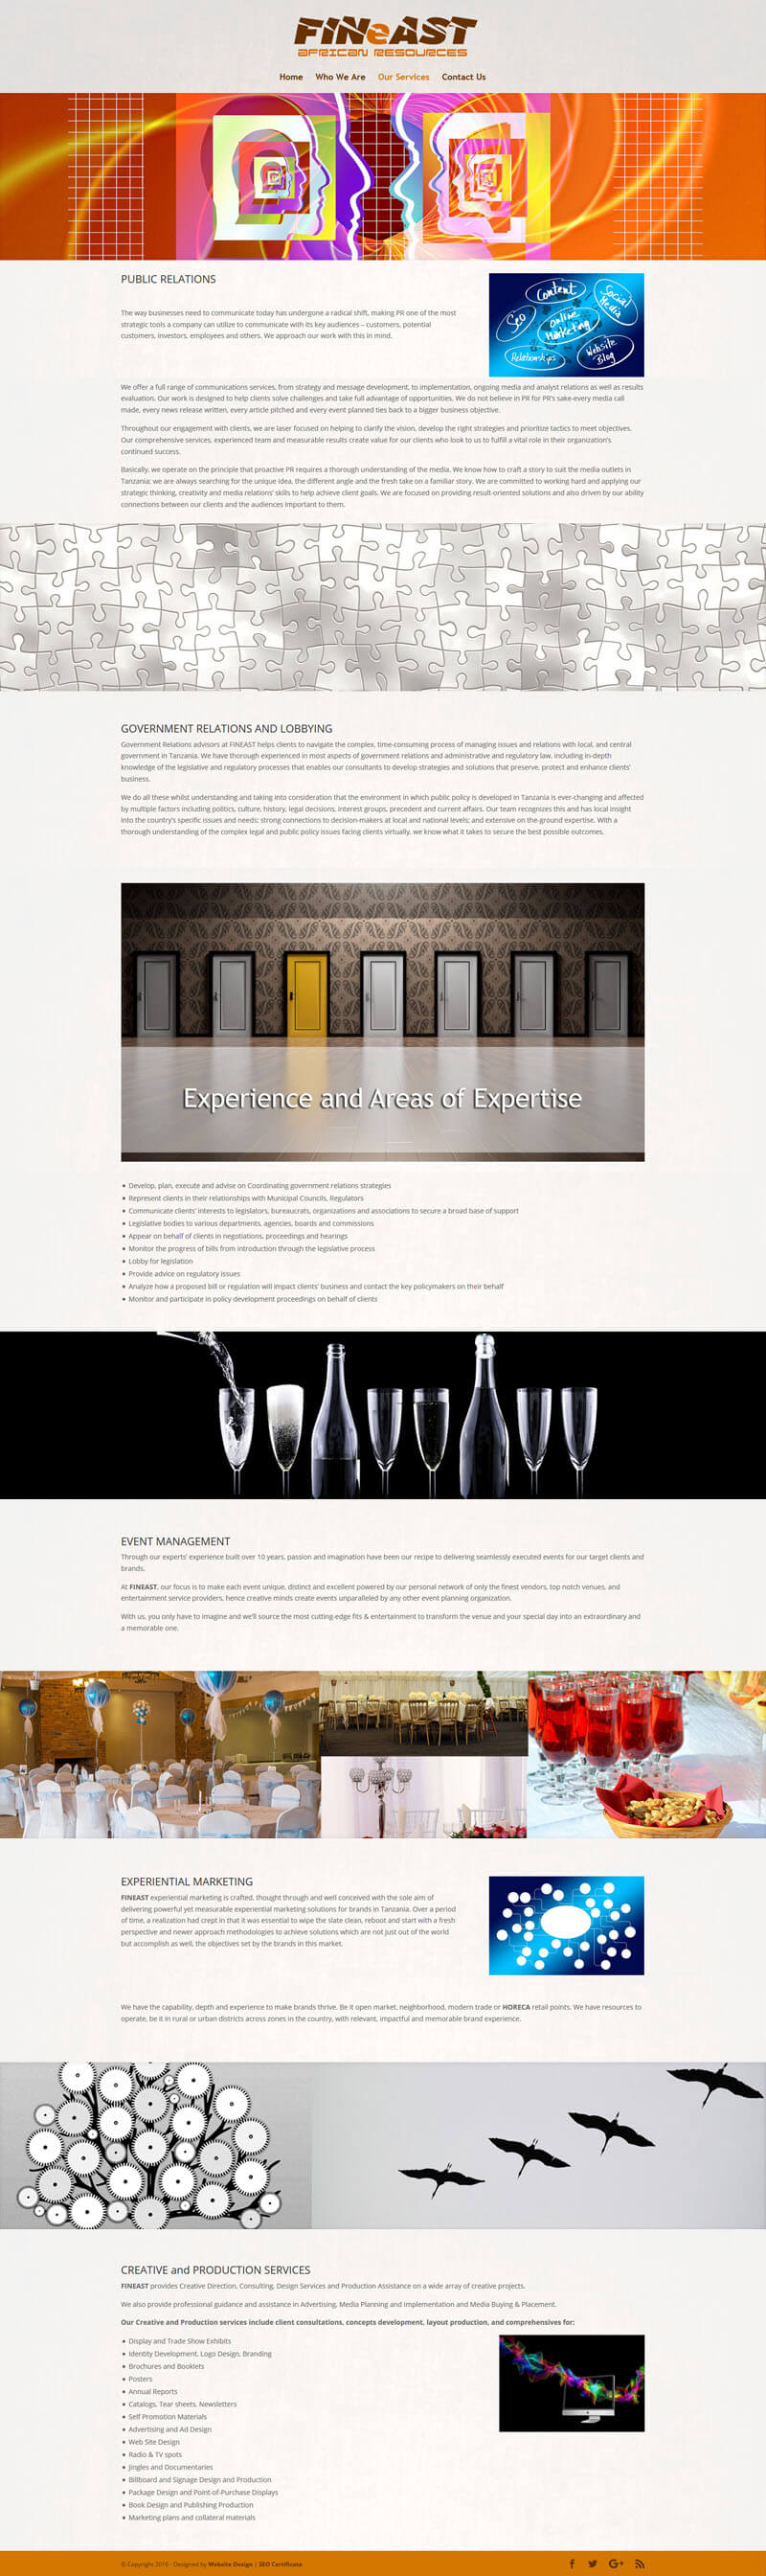 FINeAST
AFRICAN RESOURCES
Home Who We Are Our Services Contact Us
PUBLIC RELATIONS
The way businesses need to communicate today has undergone a radical shift, making PR one of the most
strategic tools a company can utilize to communicate with its key audiences – customers, potential
customers, investors, employees and others. We approach our work with this in mind.
Content
Social
Media
Seo
online
Marketing
Relationships
Website
Blog
We offer a full range of communications services, from strategy and message development, to implementation, ongoing media and analyst relations as well as results
evaluation. Our work is designed to help clients solve challenges and take full advantage of opportunities. We do not believe in PR for PR's sake-every media call
made, every news release written, every article pitched and every event planned ties back to a bigger business objective.
Throughout our engagement with clients, we are laser focused on helping to clarify the vision, develop the right strategies and prioritize tactics to meet objectives.
Our comprehensive services, experienced team and measurable results create value for our clients who look to us to fulfill a vital role in their organization's
continued success.
Basically, we operate on the principle that proactive PR requires a thorough understanding of the media. We know how to craft a story to suit the media outlets in
Tanzania; we are always searching for the unique idea, the different angle and the fresh take on a familiar story. We are committed to working hard and applying our
strategic thinking, creativity and media relations' skills to help achieve client goals. We are focused on providing result-oriented solutions and also driven by our ability
connections between our clients and the audiences important to them.
GOVERNMENT RELATIONS AND LOBBYING
Government Relations advisors at FINEAST helps clients to navigate the complex, time-consuming process of managing issues and relations with local, and central
government in Tanzania. We have thorough experienced in most aspects of government relations and administrative and regulatory law, including in-depth
knowledge of the legislative and regulatory processes that enables our consultants to develop strategies and solutions that preserve, protect and enhance clients'
business.
We do all these whilst understanding and taking into consideration that the environment in which public policy is developed in Tanzania is ever-changing and affected
by multiple factors including politics, culture, history, legal decisions, interest groups, precedent and current affairs. Our team recognizes this and has local insight
into the country's specific issues and needs; strong connections to decision-makers at local and national levels; and extensive on-the-ground expertise. With a
thorough understanding of the complex legal and public policy issues facing clients virtually, we know what it takes to secure the best possible outcomes.
Experience and Areas of Expertise
• Develop, plan, execute and advise on Coordinating government relations strategies
• Represent clients in their relationships with Municipal Councils, Regulators
• Communicate clients' interests to legislators, bureaucrats, organizations and associations to secure a broad base of support
• Legislative bodies to various departments, agencies, boards and commissions
• Appear on behalf of clients in negotiations, proceedings and hearings
• Monitor the progress of bills from introduction through the legislative process
• Lobby for legislation
• Provide advice on regulatory issues
• Analyze how a proposed bill or regulation will impact clients' business and contact the key policymakers on their behalf
• Monitor and participate in policy development proceedings on behalf of clients
EVENT MANAGEMENT
Through our experts' experience built over 10 years, passion and imagination have been our recipe to delivering seamlessly executed events for our target clients and
brands.
At FINEAST, our focus is to make each event unique, distinct and excellent powered by our personal network of only the finest vendors, top notch venues, and
entertainment service providers, hence creative minds create events unparalleled by any other event planning organization.
With us, you only have to imagine and we'll source the most cutting-edge fits & entertainment to transform the venue and your special day into an extraordinary and
a memorable one.
EXPERIENTIAL MARKETING
FINEAST experiential marketing is crafted, thought through and well conceived with the sole aim of
delivering powerful yet measurable experiential marketing solutions for brands in Tanzania. Over a period
of time, a realization had crept in that it was essential to wipe the slate clean, reboot and start with a fresh
perspective and newer approach methodologies to achieve solutions which are not just out of the world
but accomplish as well, the objectives set by the brands in this market.
We have the capability, depth and experience to make brands thrive. Be it open market, neighborhood, modern trade or HORECA retail points. We have resources to
operate, be it in rural or urban districts across zones in the country, with relevant, impactful and memorable brand experience.
CREATIVE and PRODUCTION SERVICES
FINEAST provides Creative Direction, Consulting, Design Services and Production Assistance on a wide array of creative projects.
We also provide professional guidance and assistance in Advertising, Media Planning and Implementation and Media Buying & Placement.
Our Creative and Production services include client consultations, concepts development, layout production, and comprehensives for:
• Display and Trade Show Exhibits
• Identity Development, Logo Design, Branding
• Brochures and Booklets
• Posters
• Annual Reports
• Catalogs, Tear sheets, Newsletters
• Self Promotion Materials
• Advertising and Ad Design
• Web Site Design
• Radio & TV spots
• Jingles and Documentaries
• Billboard and Signage Design and Production
• Package Design and Point-of-Purchase Displays
• Book Design and Publishing Production
• Marketing plans and collateral materials
© Copyright 2016 - Designed by Website Design | SEO Certificate